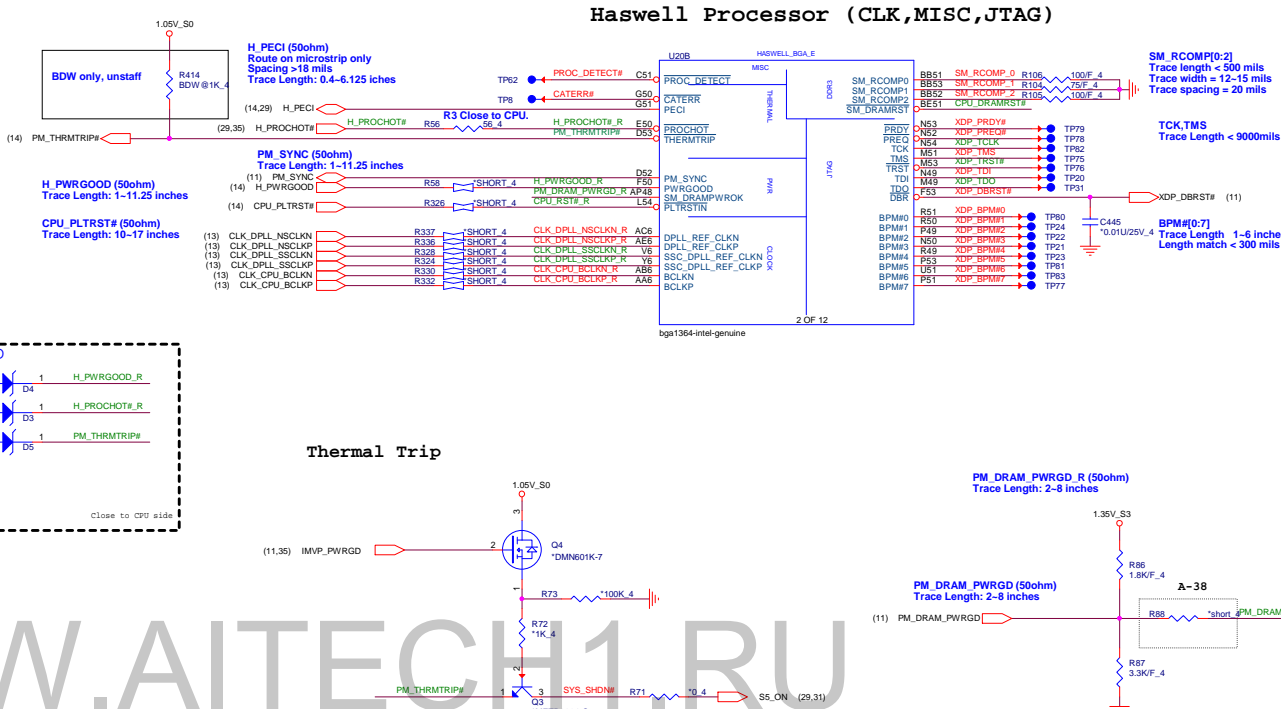 Haswell Processor (CLK,MISC,JTAG)
1.05V_S0
BDW only, unstaff
R414
BDW@1K_4
(14) PM_THRMTRIP#
H_PECI (50ohm)
Route on microstrip only
Spacing >18 mils
Trace Length: 0.4~6.125 inches
(14,29) H_PECI
(29,35) H_PROCHOT#
H_PROCHOT#
R3 Close to CPU.
R56
56_4
TP62
PROC_DETECT#
C51
TP8
CATERR#
G50
G51
H_PROCHOT#_R
E50
PM_THRMTRIP#
D53
PM_SYNC (50ohm)
Trace Length: 1~11.25 inches
H_PWRGOOD (50ohm)
Trace Length: 1~11.25 inches
CPU_PLTRST# (50ohm)
Trace Length: 10~17 inches
(11) PM_SYNC
D52
(14) H_PWRGOOD
R58
*SHORT_4
H_PWRGOOD_R
F50
PM_DRAM_PWRGD_R
AP48
(14) CPU_PLTRST#
R326
*SHORT_4
CPU_RST#_R
L54
(13) CLK_DPLL_NSCLKN
R337
*SHORT_4
CLK_DPLL_NSCLKN_R
AC6
(13) CLK_DPLL_NSCLKP
R336
*SHORT_4
CLK_DPLL_NSCLKP_R
AE6
(13) CLK_DPLL_SSCLKN
R328
*SHORT_4
CLK_DPLL_SSCLKN_R
V6
(13) CLK_DPLL_SSCLKP
R324
*SHORT_4
CLK_DPLL_SSCLKP_R
Y6
(13) CLK_CPU_BCLKN
R330
*SHORT_4
CLK_CPU_BCLKN_R
AB6
(13) CLK_CPU_BCLKP
R332
*SHORT_4
CLK_CPU_BCLKP_R
AA6
U20B
HASWELL_BGA_E
MISC
THERMAL
PWR
CLOCK
DDR3
JTAG
PROC_DETECT
CATERR
PECI
PROCHOT
THERMTRIP
PM_SYNC
PWRGOOD
SM_DRAMPWROK
PLTRSTIN
DPLL_REF_CLKN
DPLL_REF_CLKP
SSC_DPLL_REF_CLKN
SSC_DPLL_REF_CLKP
BCLKN
BCLKP
SM_RCOMP0
SM_RCOMP1
SM_RCOMP2
SM_DRAMRST
PRDY
PREQ
TCK
TMS
TRST
TDI
TDO
DBR
BPM#0
BPM#1
BPM#2
BPM#3
BPM#4
BPM#5
BPM#6
BPM#7
2 OF 12
bga1364-intel-genuine
BB51
SM_RCOMP_0
R106
100/F_4
BB53
SM_RCOMP_1
R104
75/F_4
BB52
SM_RCOMP_2
R105
100/F_4
BE51
CPU_DRAMRST#
N53
XDP_PRDY#
TP79
N52
XDP_PREQ#
TP78
N54
XDP_TCLK
TP82
M51
XDP_TMS
TP75
M53
XDP_TRST#
TP76
N49
XDP_TDI
TP20
M49
XDP_TDO
TP31
F53
XDP_DBRST#
XDP_DBRST# (11)
C445
*0.01U/25V_4
R51
XDP_BPM#0
TP80
R50
XDP_BPM#1
TP24
P49
XDP_BPM#2
TP22
N50
XDP_BPM#3
TP21
R49
XDP_BPM#4
TP23
P53
XDP_BPM#5
TP81
U51
XDP_BPM#6
TP83
P51
XDP_BPM#7
TP77
SM_RCOMP[0:2]
Trace length < 500 mils
Trace width = 12~15 mils
Trace spacing = 20 mils
TCK,TMS
Trace Length < 9000mils
BPM#[0:7]
Trace Length 1~6 inche
Length match < 300 mils
1
H_PWRGOOD_R
D4
1
H_PROCHOT#_R
D3
1
PM_THRMTRIP#
D5
Close to CPU side
Thermal Trip
1.05V_S0
3
(11,35) IMVP_PWRGD
2
Q4
*DMN601K-7
1
R73
*100K_4
R72
*1K_4
2
PM_THRMTRIP#
1
3
Q3
SYS_SHDN#
R71
*0_4
S5_ON (29,31)
PM_DRAM_PWRGD_R (50ohm)
Trace Length: 2~8 inches
1.35V_S3
R86
1.8K/F_4
PM_DRAM_PWRGD (50ohm)
Trace Length: 2~8 inches
A-38
(11) PM_DRAM_PWRGD
R88
*short_4
PM_DRAM
R87
3.3K/F_4
W.AITECH1.RU